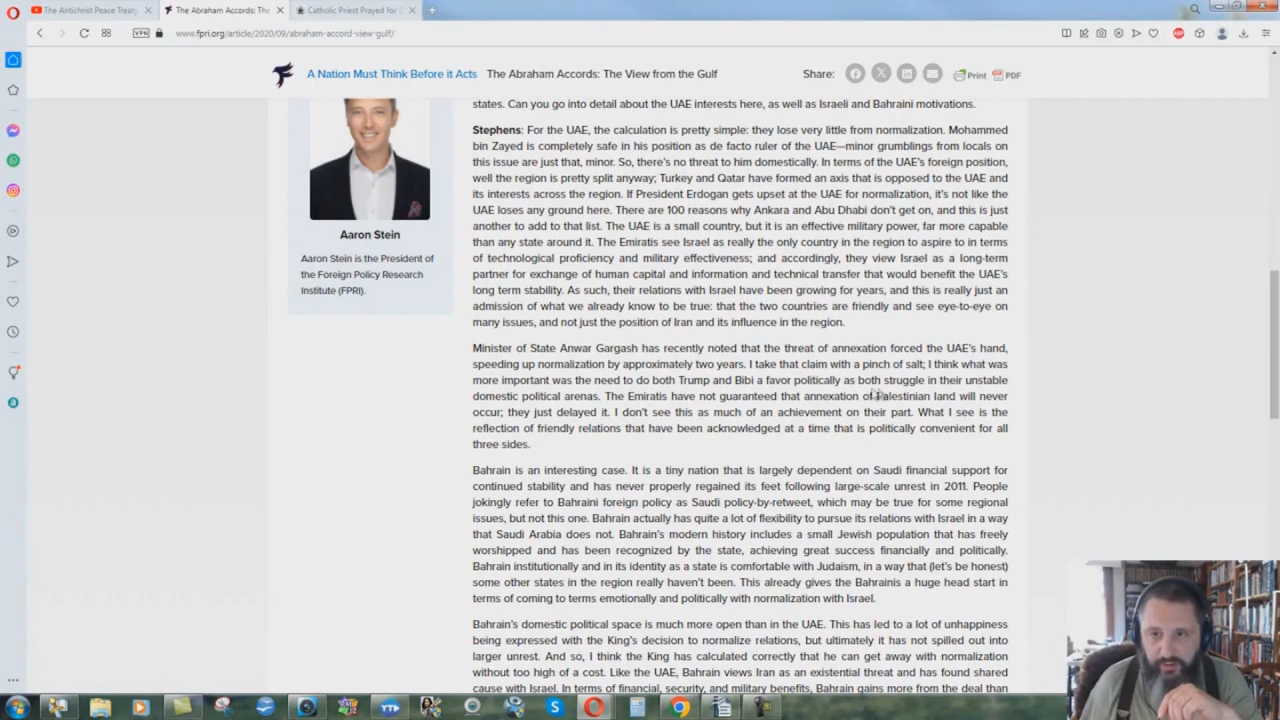 The Antichrist Peace Treaty
The Abraham Accords: The
Catholic Priest Prayed for
VPN
www.fpri.org/article/2020/09/abraham-accord-view-gulf/
A Nation Must Think Before it Acts
The Abraham Accords: The View from the Gulf
Share:
Print
PDF
Aaron Stein
Aaron Stein is the President of
the Foreign Policy Research
Institute (FPRI).
states. Can you go into detail about the UAE interests here, as well as Israeli and Bahraini motivations.
Stephens: For the UAE, the calculation is pretty simple: they lose very little from normalization. Mohammed
bin Zayed is completely safe in his position as de facto ruler of the UAE—minor grumblings from locals on
this issue are just that, minor. So, there's no threat to him domestically. In terms of the UAE's foreign position,
well the region is pretty split anyway; Turkey and Qatar have formed an axis that is opposed to the UAE and
its interests across the region. If President Erdogan gets upset at the UAE for normalization, it's not like the
UAE loses any ground here. There are 100 reasons why Ankara and Abu Dhabi don't get on, and this is just
another to add to that list. The UAE is a small country, but it is an effective military power, far more capable
than any state around it. The Emiratis see Israel as really the only country in the region to aspire to in terms
of technological proficiency and military effectiveness; and accordingly, they view Israel as a long-term
partner for exchange of human capital and information and technical transfer that would benefit the UAE's
long term stability. As such, their relations with Israel have been growing for years, and this is really just an
admission of what we already know to be true: that the two countries are friendly and see eye-to-eye on
many issues, and not just the position of Iran and its influence in the region.
Minister of State Anwar Gargash has recently noted that the threat of annexation forced the UAE's hand,
speeding up normalization by approximately two years. I take that claim with a pinch of salt; I think what was
more important was the need to do both Trump and Bibi a favor politically as both struggle in their unstable
domestic political arenas. The Emiratis have not guaranteed that annexation of Palestinian land will never
occur; they just delayed it. I don't see this as much of an achievement on their part. What I see is the
reflection of friendly relations that have been acknowledged at a time that is politically convenient for all
three sides.
Bahrain is an interesting case. It is a tiny nation that is largely dependent on Saudi financial support for
continued stability and has never properly regained its feet following large-scale unrest in 2011. People
jokingly refer to Bahraini foreign policy as Saudi policy-by-retweet, which may be true for some regional
issues, but not this one. Bahrain actually has quite a lot of flexibility to pursue its relations with Israel in a way
that Saudi Arabia does not. Bahrain's modern history includes a small Jewish population that has freely
worshipped and has been recognized by the state, achieving great success financially and politically.
Bahrain institutionally and in its identity as a state is comfortable with Judaism, in a way that (let's be honest)
some other states in the region really haven't been. This already gives the Bahrainis a huge head start in
terms of coming to terms emotionally and politically with normalization with Israel.
Bahrain's domestic political space is much more open than in the UAE. This has led to a lot of unhappiness
being expressed with the King's decision to normalize relations, but ultimately it has not spilled out into
larger unrest. And so, I think the King has calculated correctly that he can get away with normalization
without too high of a cost. Like the UAE, Bahrain views Iran as an existential threat and has found shared
cause with Israel. In terms of financial, security, and military benefits, Bahrain gains more from the deal than